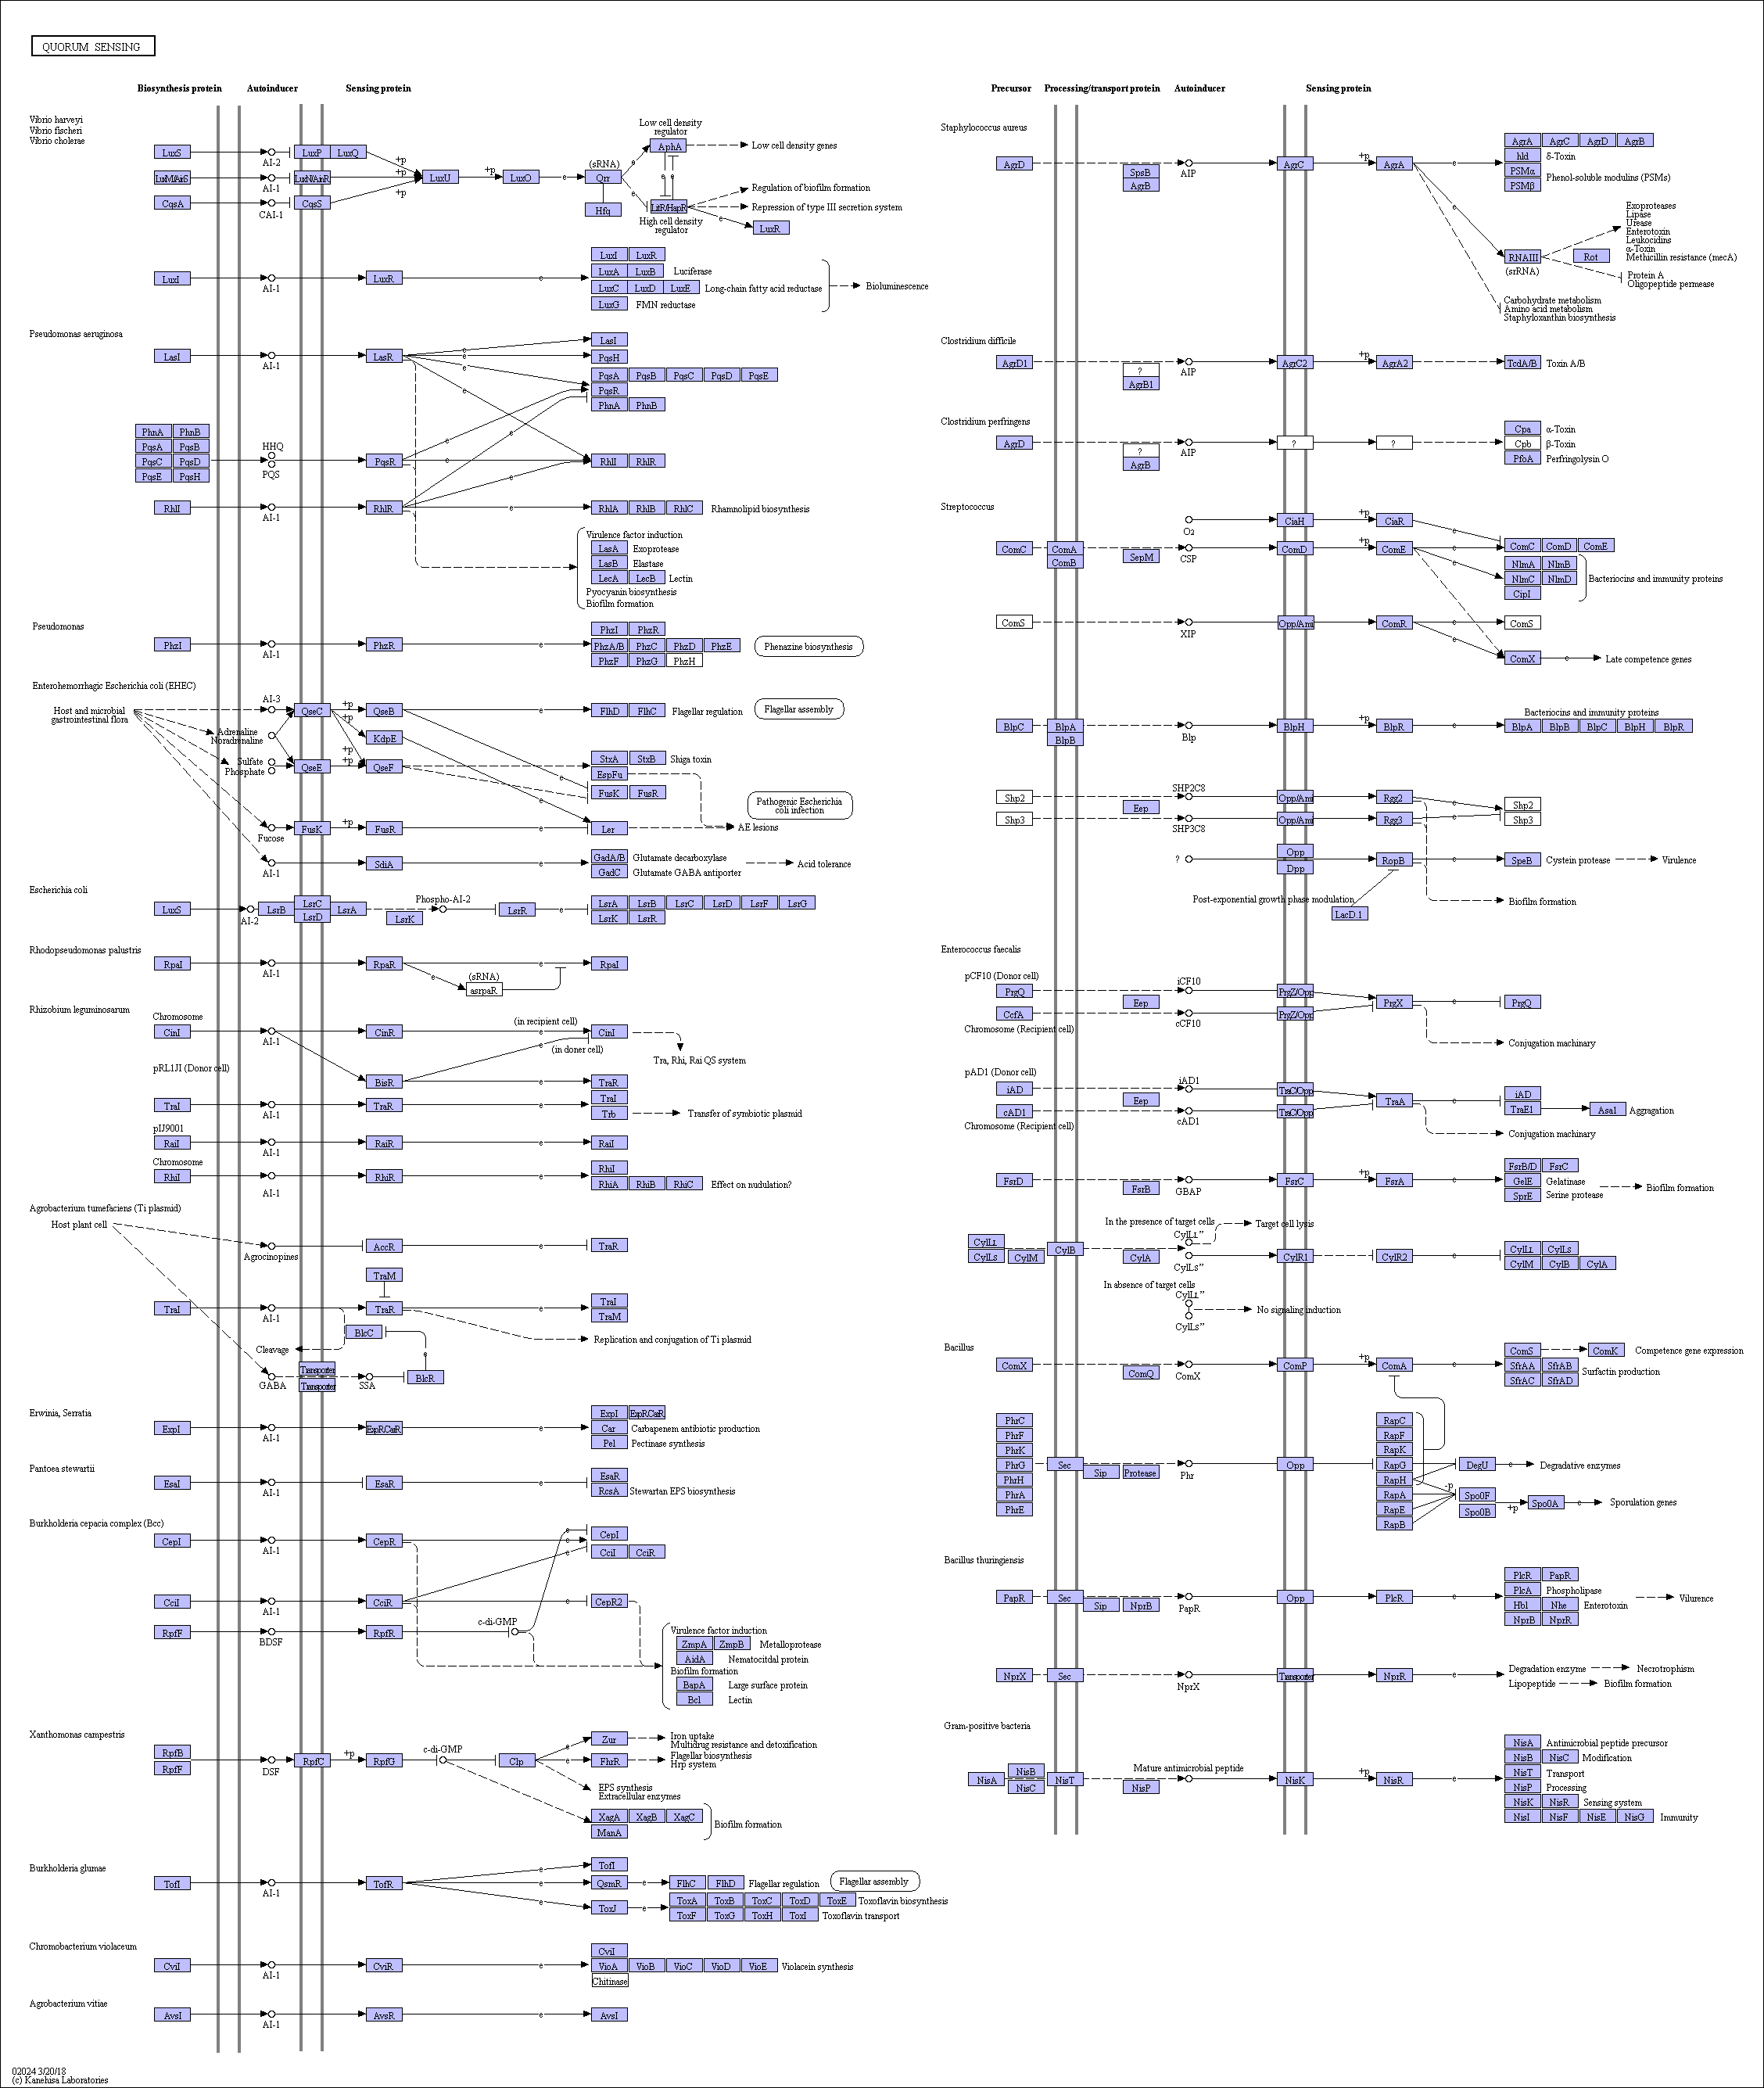 QUORUM SENSING
Biosynthesis protein Autoinducer Sensing protein
Vibrio harveyi
Vibrio fischeri
Vibrio cholerae
LuxS AI-2 LuxP LuxQ +p
LuxM/AinS AI-1 LuxN/AinR +p LuxU +p LuxO e (sRNA) Qrr Hfq
CqsA CAI-1 CqsS +p
Low cell density
regulator
AphA Low cell density genes
e e e e
LitR/HapR
High cell density
regulator
Regulation of biofilm formation
Repression of type III secretion system
e LuxR
LuxI AI-1 LuxR e
LuxI LuxR
LuxA LuxB Luciferase
LuxC LuxD LuxE Long-chain fatty acid reductase
LuxG FMN reductase
Bioluminescence
Pseudomonas aeruginosa
LasI AI-1 LasR e e e e
LasI
PqsH
PqsA PqsB PqsC PqsD PqsE
PqsR
PhnA PhnB
PhnA PhnB
PqsA PqsB
PqsC PqsD
PqsE PqsH
HHQ
PQS
PqsR e e e e RhlI RhlR
RhlI AI-1 RhlR e RhlA RhlB RhlC Rhamnolipid biosynthesis
Virulence factor induction
LasA Exoprotease
LasB Elastase
LecA LecB Lectin
Pyocyanin biosynthesis
Biofilm formation
Pseudomonas
PhzI AI-1 PhzR e
PhzI PhzR
PhzA/B PhzC PhzD PhzE
PhzF PhzG PhzH
Phenazine biosynthesis
Enterohemorrhagic Escherichia coli (EHEC)
Host and microbial
gastrointestinal flora
AI-3 QseC +p QseB e FlhD FlhC Flagellar regulation
Flagellar assembly
Adrenaline
Noradrenaline
+p KdpE
Sulfate
Phosphate
QseE +p +p QseF
StxA StxB Shiga toxin
EspFu
e FusK FusR
e
Pathogenic Escherichia
coli infection
Fucose FusK +p FusR e Ler AE lesions
AI-1 SdiA e
GadA/B Glutamate decarboxylase Acid tolerance
GadC Glutamate GABA antiporter
Escherichia coli
LuxS AI-2 LsrB LsrC LsrD LsrA LsrK Phospho-AI-2 LsrR e
LsrA LsrB LsrC LsrD LsrF LsrG
LsrK LsrR
Rhodopseudomonas palustris
RpaI AI-1 RpaR e RpaI
e (sRNA) asrpaR
Rhizobium leguminosarum
Chromosome
CinI AI-1 CinR (in recipient cell) e CinI
e (in doner cell)
Tra, Rhi, Rai QS system
pRL1JI (Donor cell)
BisR e TraR
TraI AI-1 TraR e TraI
Trb Transfer of symbiotic plasmid
pIJ9001
RaiI AI-1 RaiR e RaiI
Chromosome
RhiI AI-1 RhiR e RhiI
RhiA RhiB RhiC Effect on nudulation?
Agrobacterium tumefaciens (Ti plasmid)
Host plant cell
Agrocinopines AccR e TraR
TraM
TraI AI-1 TraR e TraI
TraM
BlcC Replication and conjugation of Ti plasmid
Cleavage e
GABA Transporter Transporter SSA BlcR
Erwinia, Serratia
ExpI AI-1 ExpR/CarR e
ExpI ExpR/CarR
Car Carbapenem antibiotic production
Pel Pectinase synthesis
Pantoea stewartii
EsaI AI-1 EsaR e EsaR
RcsA Stewartan EPS biosynthesis
Burkholderia cepacia complex (Bcc)
CepI AI-1 CepR e e e CepI
CciI CciR
CciI AI-1 CciR e CepR2
RpfF BDSF RpfR c-di-GMP
Virulence factor induction
ZmpA ZmpB Metalloprotease
AidA Nematocitdal protein
Biofilm formation
BapA Large surface protein
Bcl Lectin
Xanthomonas campestris
RpfB
RpfF
DSF RpfC +p RpfG c-di-GMP Clp
e Zur Iron uptake
Multidrug resistance and detoxification
e FhrR Flagellar biosynthesis
Hrp system
EPS synthesis
Extracellular enzymes
XagA XagB XagC
ManA
Biofilm formation
Burkholderia glumae
TofI AI-1 TofR e e e
TofI
QsmR e FlhC FlhD Flagellar regulation
Flagellar assembly
ToxJ e ToxA ToxB ToxC ToxD ToxE Toxoflavin biosynthesis
ToxF ToxG ToxH ToxI Toxoflavin transport
Chromobacterium violaceum
CviI AI-1 CviR e
CviI
VioA VioB VioC VioD VioE Violacein synthesis
Chitinase
Agrobacterium vitiae
AvsI AI-1 AvsR e AvsI
02024 3/20/18
(c) Kanehisa Laboratories
Precursor Processing/transport protein Autoinducer Sensing protein
Staphylococcus aureus
AgrD SpsB AgrB AIP AgrC +p AgrA e
AgrA AgrC AgrD AgrB
hld δ-Toxin
PSMα
PSMβ
Phenol-soluble modulins (PSMs)
e RNAIII (srRNA) Rot
Exoproteases
Lipase
Urease
Enterotoxin
Leukocidins
α-Toxin
Methicillin resistance (mecA)
Protein A
Oligopeptide permease
Carbohydrate metabolism
Amino acid metabolism
Staphyloxanthin biosynthesis
Clostridium difficile
AgrD1 ? AgrB1 AIP AgrC2 +p AgrA2 TcdA/B Toxin A/B
Clostridium perfringens
AgrD ? AgrB AIP ? ?
Cpa α-Toxin
Cpb β-Toxin
PfoA Perfringolysin O
Streptococcus
O2 CiaH +p CiaR e
ComC ComA ComB SepM CSP ComD +p ComE e e
ComC ComD ComE
NlmA NlmB
NlmC NlmD
CipI
Bacteriocins and immunity proteins
ComS XIP Opp/Ami ComR e e ComS
ComX e Late competence genes
Bacteriocins and immunity proteins
BlpC BlpA BlpB Blp BlpH +p BlpR e BlpA BlpB BlpC BlpH BlpR
Shp2 Eep SHP2C8 Opp/Ami Rgg2 e Shp2
Shp3 SHP3C8 Opp/Ami Rgg3 e Shp3
? Opp Dpp RopB e SpeB Cystein protease Virulence
Post-exponential growth phase modulation
LacD.1
Biofilm formation
Enterococcus faecalis
pCF10 (Donor cell)
PrgQ Eep iCF10 PrgZ/Opp PrgX e PrgQ
CcfA cCF10 PrgZ/Opp
Chromosome (Recipient cell)
Conjugation machinery
pAD1 (Donor cell)
iAD Eep iAD1 TraC/Opp TraA e iAD
cAD1 cAD1 TraC/Opp TraE1 Asa1 Aggragation
Chromosome (Recipient cell)
Conjugation machinary
FsrD FsrB GBAP FsrC +p FsrA e
FsrB/D FsrC
GelE Gelatinase
SprE Serine protease
Biofilm formation
In the presence of target cells Target cell lysis
CylLL CylLs CylM CylB CylA CylLL" CylLs" CylR1 CylR2 e
CylLL CylLs
CylM CylB CylA
In absence of target cells
CylLL"
No signaling induction
CylLs"
Bacillus
ComX ComQ ComX ComP +p ComA e
ComS ComK Competence gene expression
SfrAA SfrAB
SfrAC SfrAD
Surfactin production
PhrC
PhrF
PhrK
PhrG
PhrH
PhrA
PhrE
Sec Sip Protease Phr Opp
RapC
RapF
RapK
RapG
RapH
RapA
RapE
RapB
DegU e Degradative enzymes
-p Spo0F
Spo0B +p Spo0A e Sporulation genes
Bacillus thuringiensis
PapR Sec Sip NprB PapR Opp PlcR e
PlcR PapR
PlcA Phospholipase
Hbl Nhe Enterotoxin
NprB NprR
Vilurence
NprX Sec NprX Transporter NprR e
Degradation enzyme Necrotrophism
Lipopeptide Biofilm formation
Gram-positive bacteria
NisA NisB NisC NisT NisP Mature antimicrobial peptide NisK +p NisR e
NisA Antimicrobial peptide precursor
NisB NisC Modification
NisT Transport
NisP Processing
NisK NisR Sensing system
NisI NisF NisE NisG Immunity